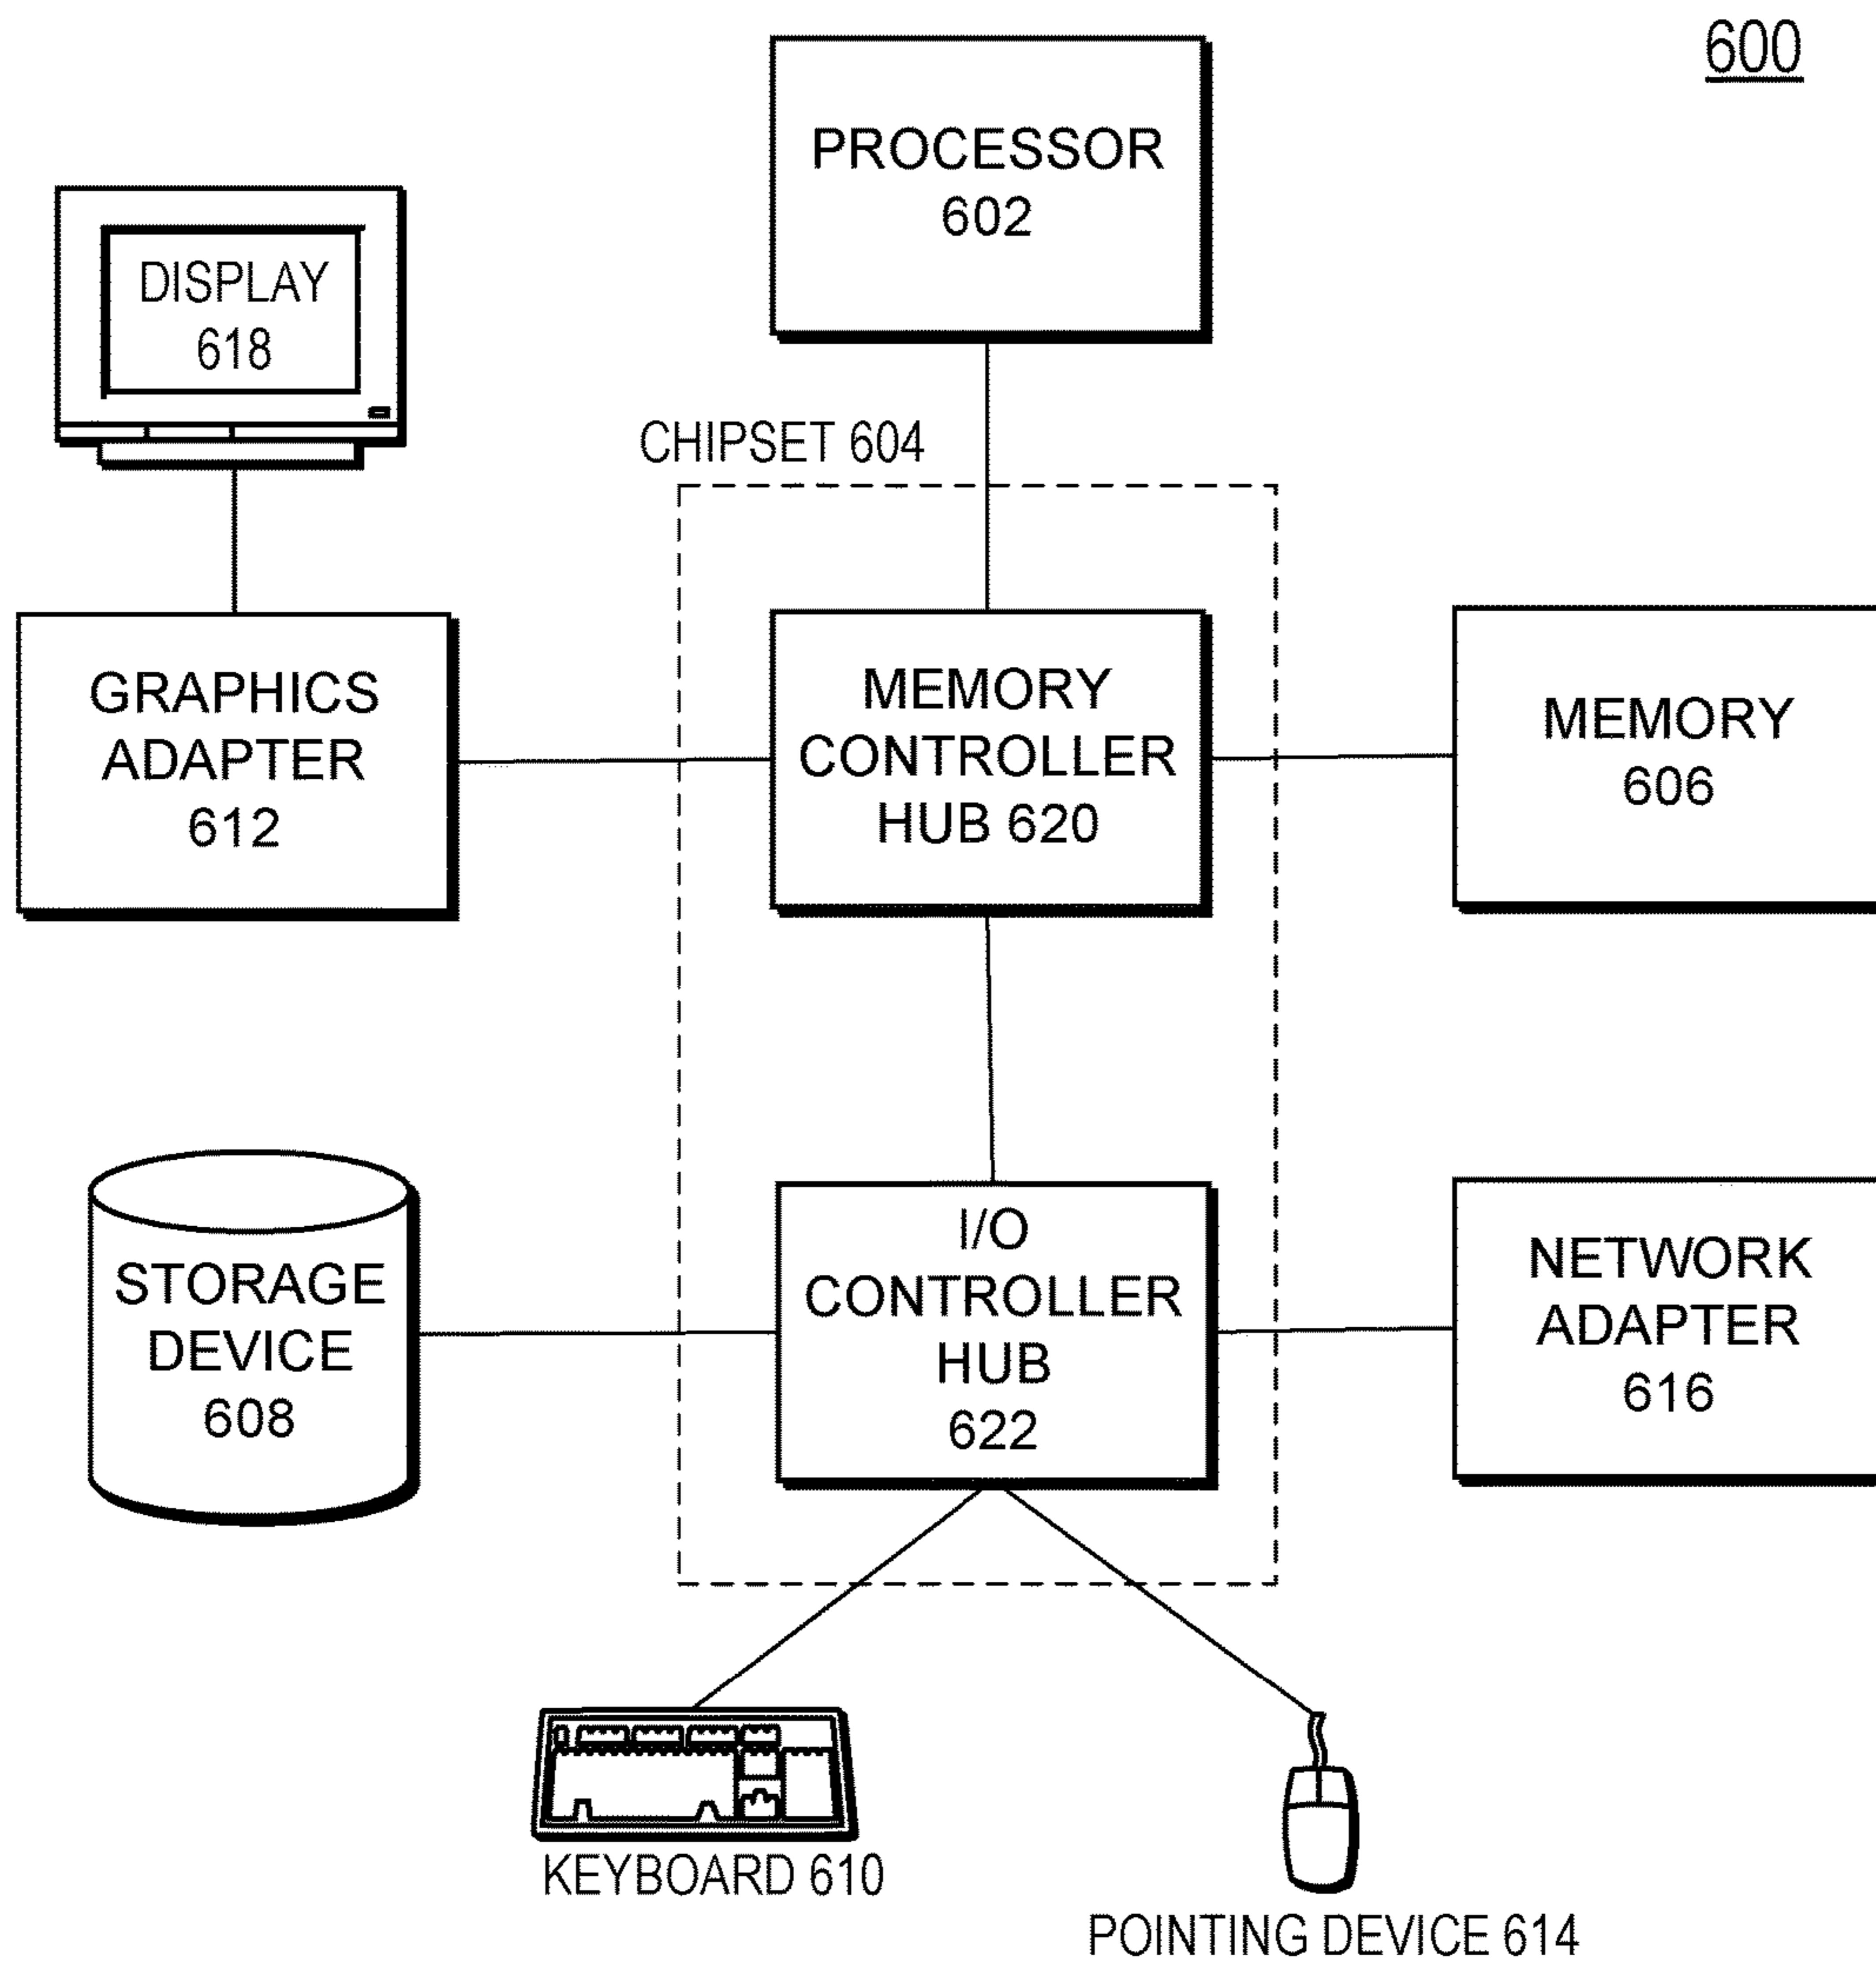 600
PROCESSOR
602
DISPLAY
618
CHIPSET 604
GRAPHICS
ADAPTER
612
MEMORY
CONTROLLER
HUB 620
MEMORY
606
STORAGE
DEVICE
608
I/O
CONTROLLER
HUB
622
NETWORK
ADAPTER
616
KEYBOARD 610
POINTING DEVICE 614